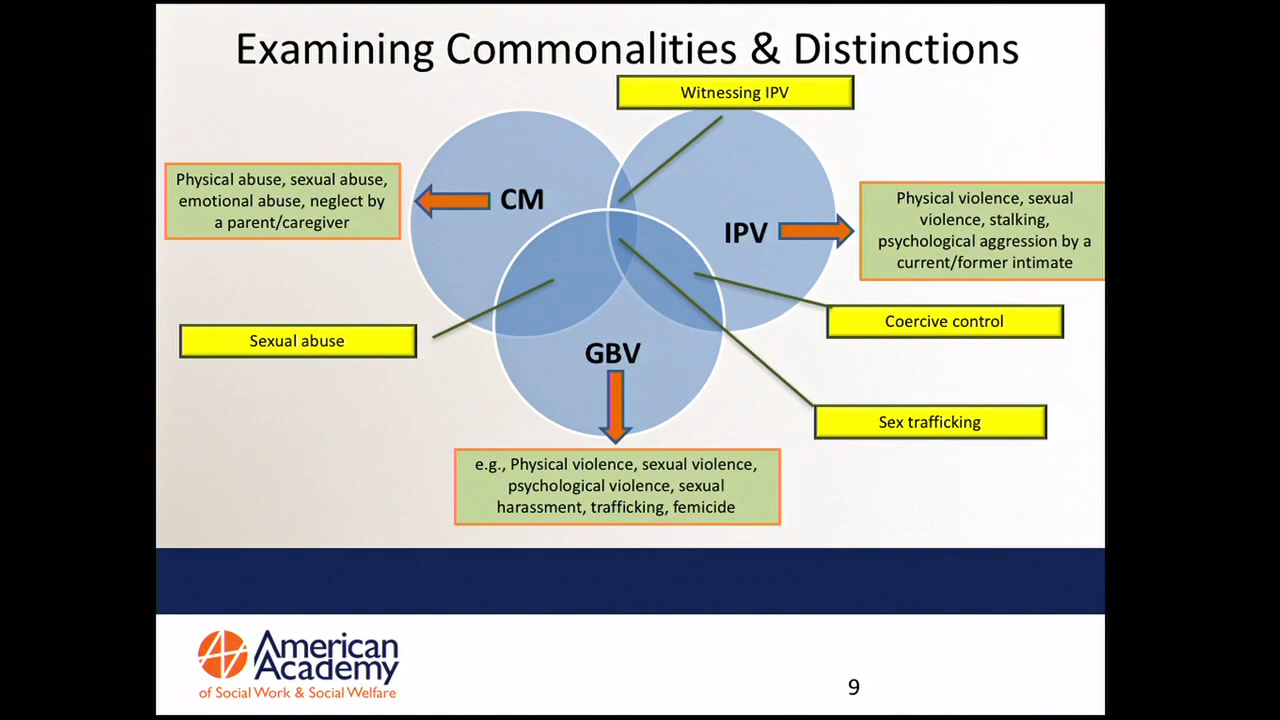 Examining Commonalities & Distinctions
Witnessing IPV
Physical abuse, sexual abuse,
emotional abuse, neglect by
a parent/caregiver
CM
IPV
Physical violence, sexual
violence, stalking,
psychological aggression by a
current/former intimate
Sexual abuse
Coercive control
GBV
Sex trafficking
e.g., Physical violence, sexual violence,
psychological violence, sexual
harassment, trafficking, femicide
American
Academy
of Social Work & Social Welfare
9